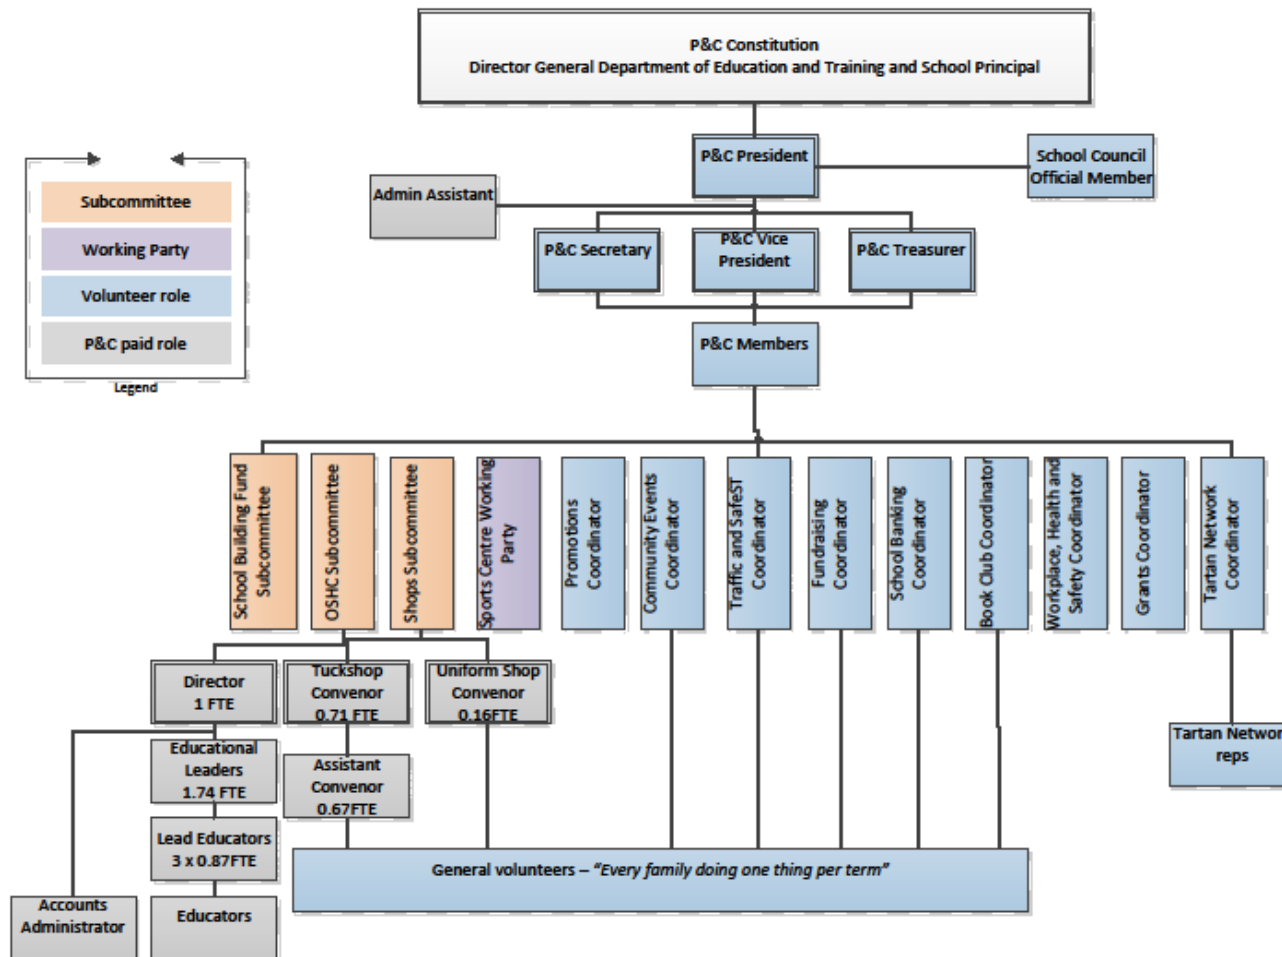 P&C Constitution
Director General Department of Education and Training and School Principal
P&C President
School Council
Official Member
Admin Assistant
Subcommittee
Working Party
Volunteer role
P&C paid role
Legend
P&C Secretary
P&C Vice
President
P&C Treasurer
P&C Members
School Building Fund
Subcommittee
OSHC Subcommittee
Shops Subcommittee
Sports Centre Working
Party
Promotions
Coordinator
Community Events
Coordinator
Traffic and SafeST
Coordinator
Fundraising
Coordinator
School Banking
Coordinator
Book Club Coordinator
Workplace, Health and
Safety Coordinator
Grants Coordinator
Tartan Network
Coordinator
Director
1 FTE
Tuckshop
Convenor
0.71 FTE
Uniform Shop
Convenor
0.16FTE
Educational
Leaders
1.74 FTE
Assistant
Convenor
0.67FTE
Tartan Network
reps
Lead Educators
3 x 0.87FTE
General volunteers – “Every family doing one thing per term”
Accounts
Administrator
Educators